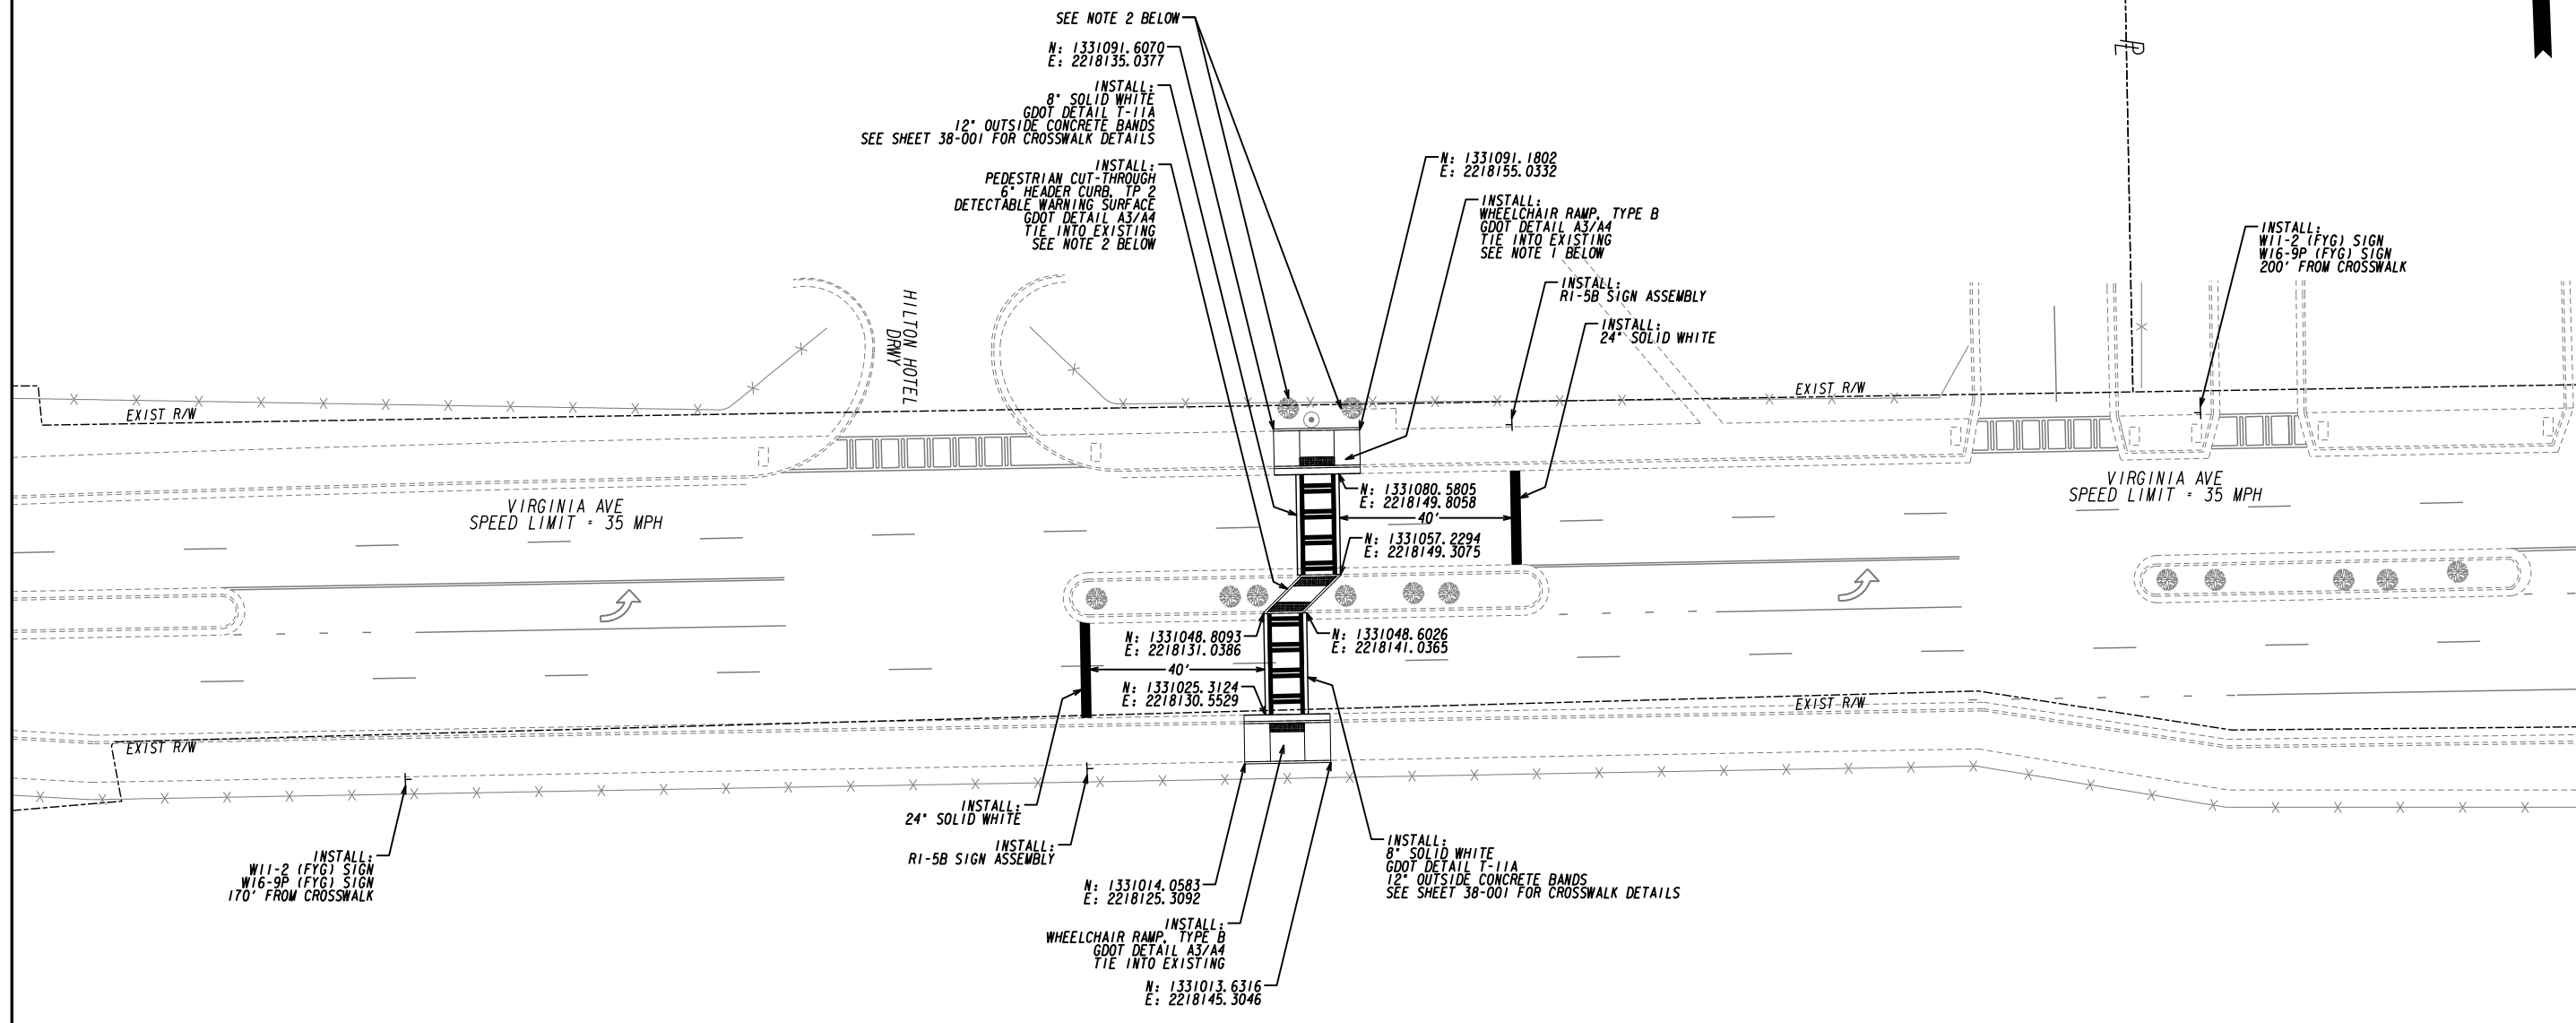 SEE NOTE 2 BELOW
N: 1331091.6070
E: 2218135.0377
INSTALL:
8" SOLID WHITE
GDOT DETAIL T-11A
12" OUTSIDE CONCRETE BANDS
SEE SHEET 38-001 FOR CROSSWALK DETAILS
INSTALL:
PEDESTRIAN CUT-THROUGH
6" HEADER CURB, TP 2
DETECTABLE WARNING SURFACE
GDOT DETAIL A3/A4
TIE INTO EXISTING
SEE NOTE 2 BELOW
N: 1331091.1802
E: 2218155.0332
INSTALL:
WHEELCHAIR RAMP, TYPE B
GDOT DETAIL A3/A4
TIE INTO EXISTING
SEE NOTE 1 BELOW
INSTALL:
R1-5B SIGN ASSEMBLY
INSTALL:
24" SOLID WHITE
INSTALL:
W11-2 (FYG) SIGN
W16-9P (FYG) SIGN
200' FROM CROSSWALK
HILTON HOTEL
DRWY
EXIST R/W
EXIST R/W
VIRGINIA AVE
SPEED LIMIT = 35 MPH
VIRGINIA AVE
SPEED LIMIT = 35 MPH
N: 1331080.5805
E: 2218149.8058
40'
N: 1331057.2294
E: 2218149.3075
N: 1331048.8093
E: 2218131.0386
N: 1331048.6026
E: 2218141.0365
40'
N: 1331025.3124
E: 2218130.5529
EXIST R/W
EXIST R/W
INSTALL:
24" SOLID WHITE
INSTALL:
R1-5B SIGN ASSEMBLY
INSTALL:
W11-2 (FYG) SIGN
W16-9P (FYG) SIGN
170' FROM CROSSWALK
INSTALL:
8" SOLID WHITE
GDOT DETAIL T-11A
12" OUTSIDE CONCRETE BANDS
SEE SHEET 38-001 FOR CROSSWALK DETAILS
N: 1331014.0583
E: 2218125.3092
INSTALL:
WHEELCHAIR RAMP, TYPE B
GDOT DETAIL A3/A4
TIE INTO EXISTING
N: 1331013.6316
E: 2218145.3046